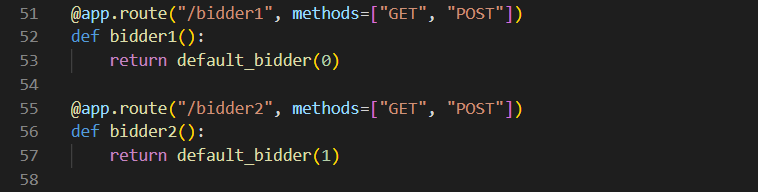 51 @app.route("/bidder1", methods=["GET", "POST"])
52 def bidder1():
53     return default_bidder(0)
54
55 @app.route("/bidder2", methods=["GET", "POST"])
56 def bidder2():
57     return default_bidder(1)
58